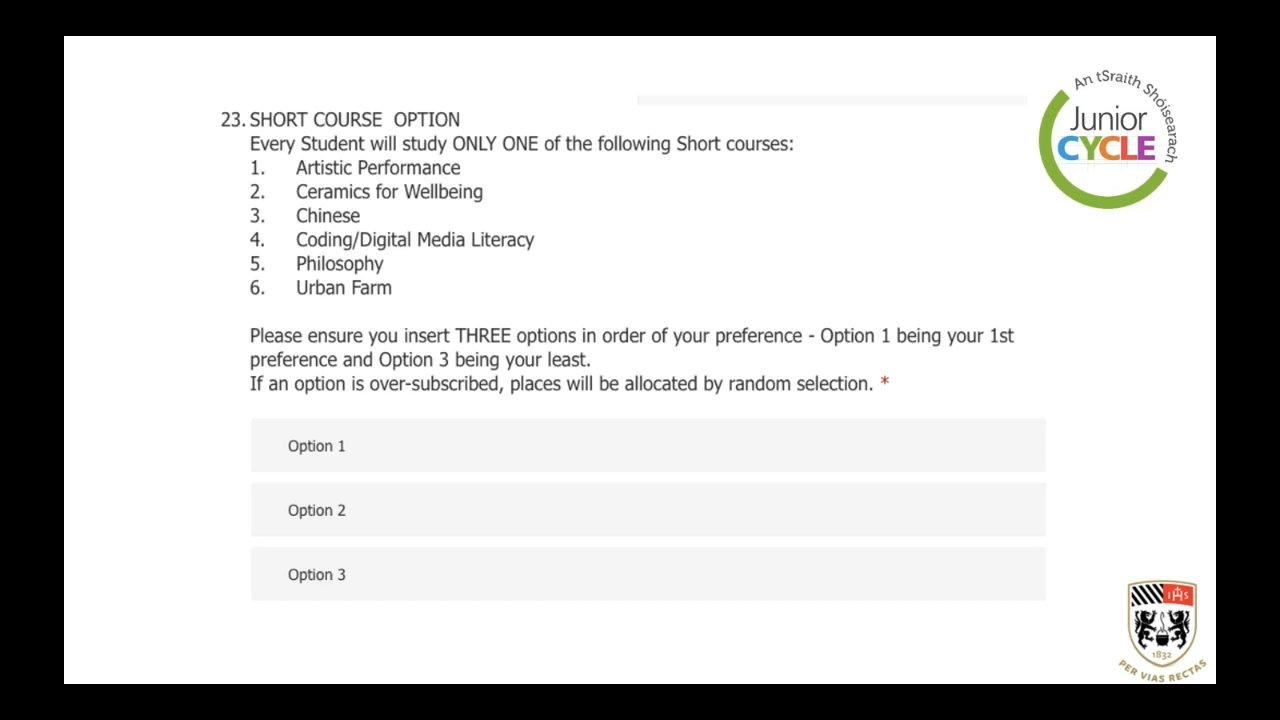 An tSraith Shóisearach
Junior
CYCLE
23. SHORT COURSE OPTION
Every Student will study ONLY ONE of the following Short courses:
1. Artistic Performance
2. Ceramics for Wellbeing
3. Chinese
4. Coding/Digital Media Literacy
5. Philosophy
6. Urban Farm
Please ensure you insert THREE options in order of your preference - Option 1 being your 1st
preference and Option 3 being your least.
If an option is over-subscribed, places will be allocated by random selection. *
Option 1
Option 2
Option 3
IHS
1832
PER VIAS RECTAS